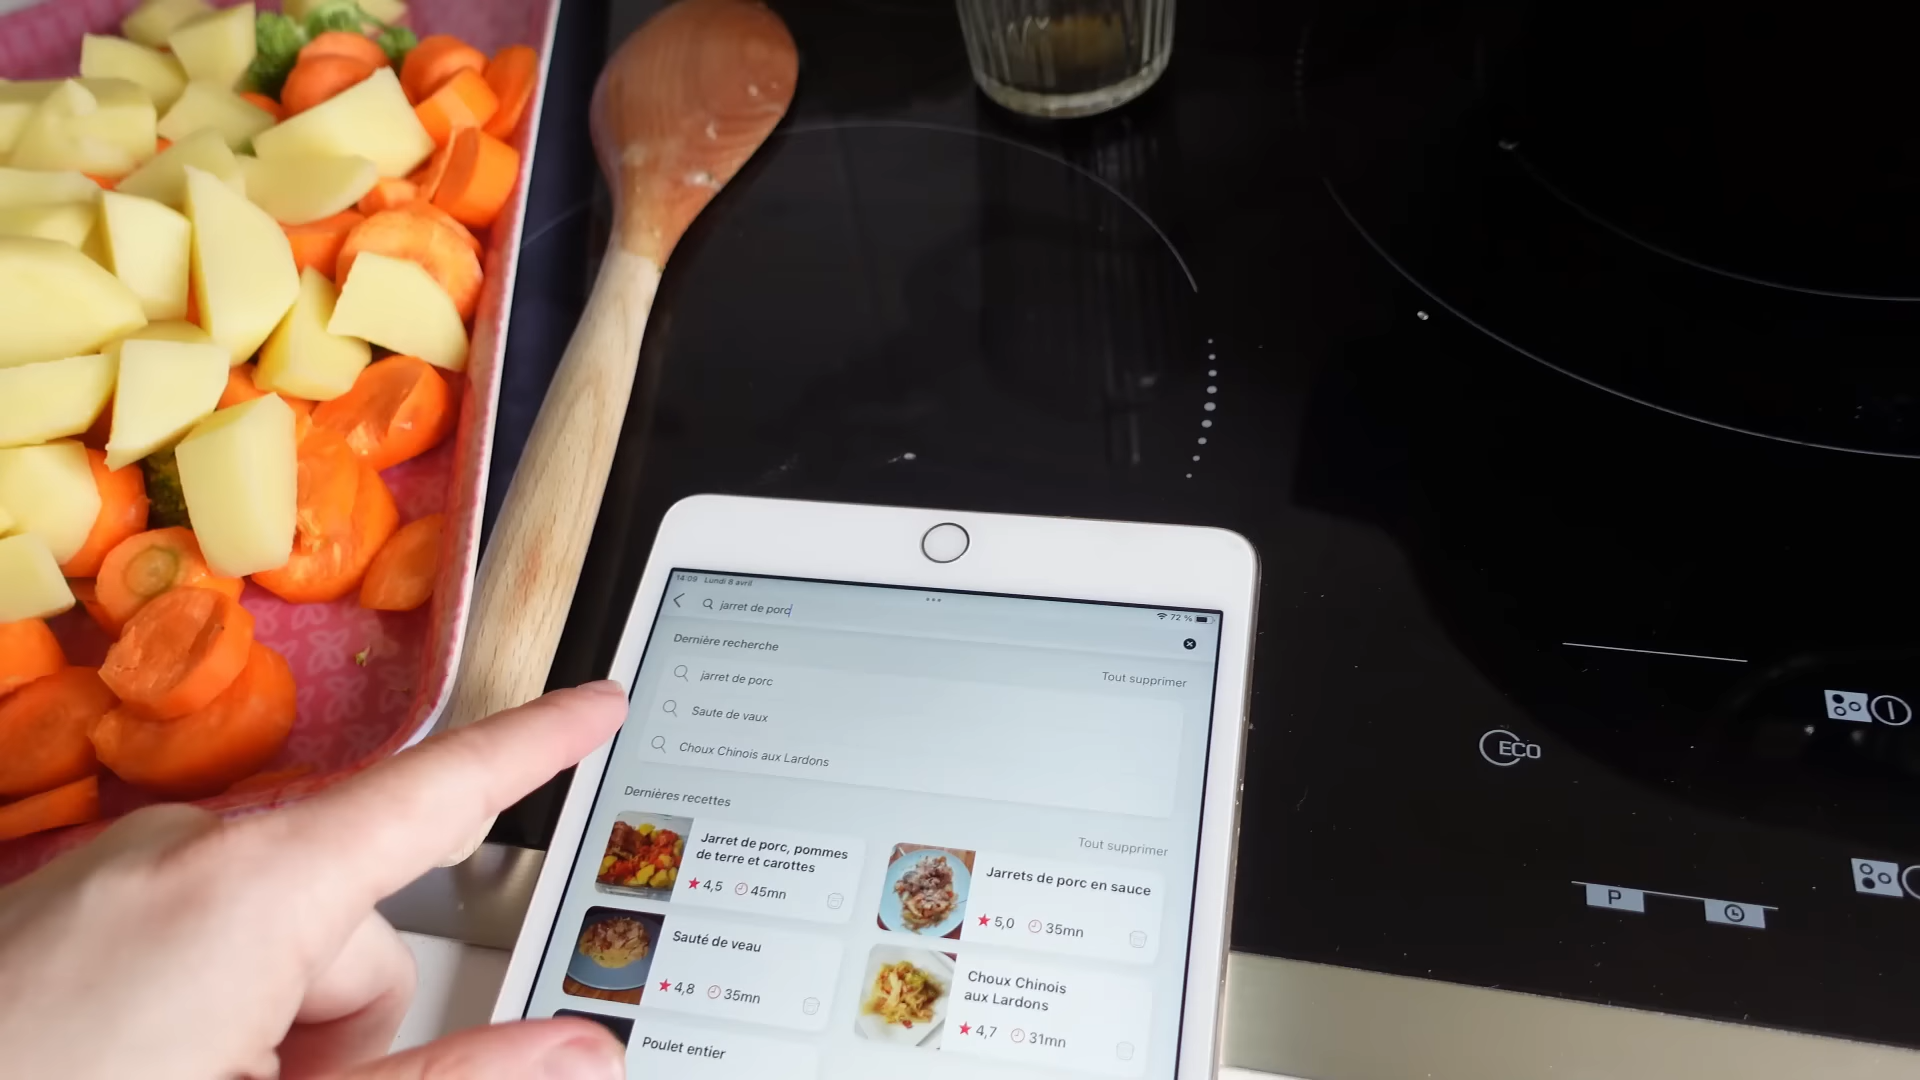 14:09 Lundi 8 avril
72 %
jarret de porc
Dernière recherche
Tout supprimer
jarret de porc
Saute de vaux
Choux Chinois aux Lardons
Dernières recettes
Tout supprimer
Jarret de porc, pommes
de terre et carottes
4,5 45mn
Jarrets de porc en sauce
5,0 35mn
Sauté de veau
4,8 35mn
Choux Chinois
aux Lardons
4,7 31mn
Poulet entier
ECO
P